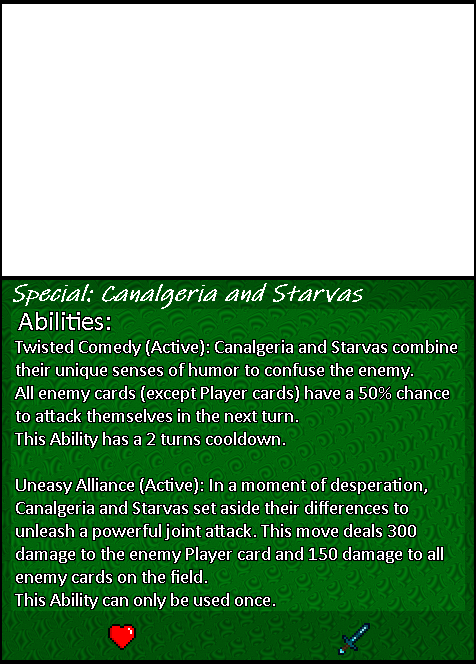 Special: Canalgeria and Starvas
Abilities:
Twisted Comedy (Active): Canalgeria and Starvas combine
their unique senses of humor to confuse the enemy.
All enemy cards (except Player cards) have a 50% chance
to attack themselves in the next turn.
This Ability has a 2 turns cooldown.
Uneasy Alliance (Active): In a moment of desperation,
Canalgeria and Starvas set aside their differences to
unleash a powerful joint attack. This move deals 300
damage to the enemy Player card and 150 damage to all
enemy cards on the field.
This Ability can only be used once.